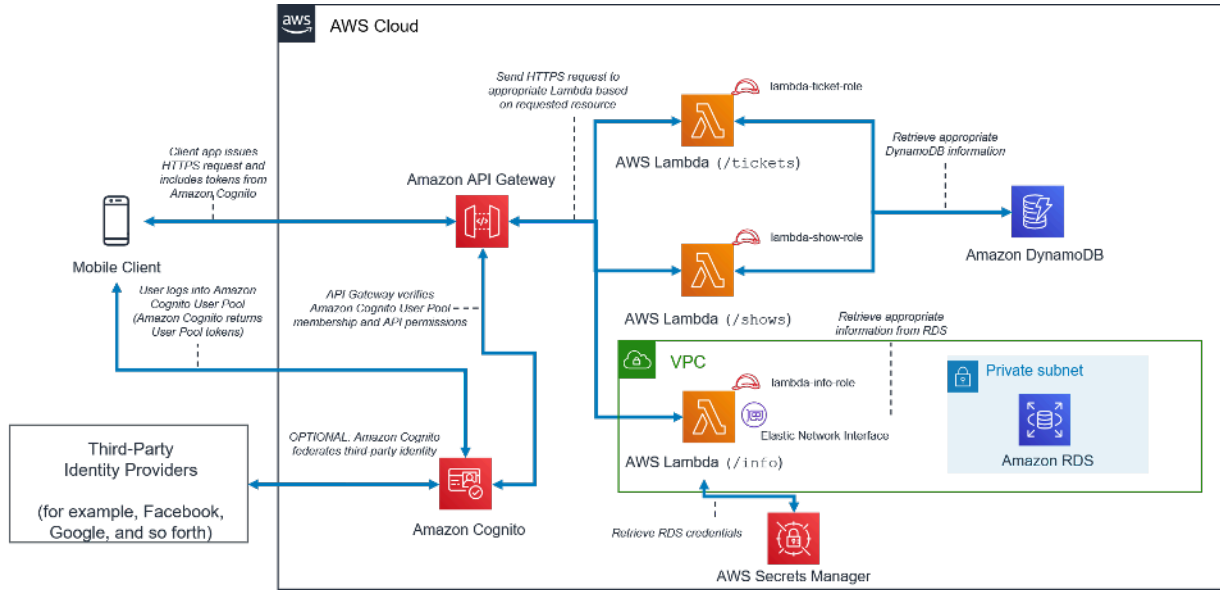 aws
AWS Cloud
Send HTTPS request to
appropriate Lambda based
on requested resource
lambda-ticket-role
AWS Lambda (/tickets)
Retrieve appropriate
DynamoDB information
Client app issues
HTTPS request and
includes tokens from
Amazon Cognito
Amazon API Gateway
Mobile Client
lambda-show-role
AWS Lambda (/shows)
Amazon DynamoDB
User logs into Amazon
Cognito User Pool
(Amazon Cognito returns
User Pool tokens)
API Gateway verifies
Amazon Cognito User Pool
membership and API permissions
Retrieve appropriate
information from RDS
VPC
lambda-info-role
Elastic Network Interface
AWS Lambda (/info)
Private subnet
Amazon RDS
Third-Party
Identity Providers
(for example, Facebook,
Google, and so forth)
OPTIONAL. Amazon Cognito
federates third party identity
Amazon Cognito
Retrieve RDS credentials
AWS Secrets Manager